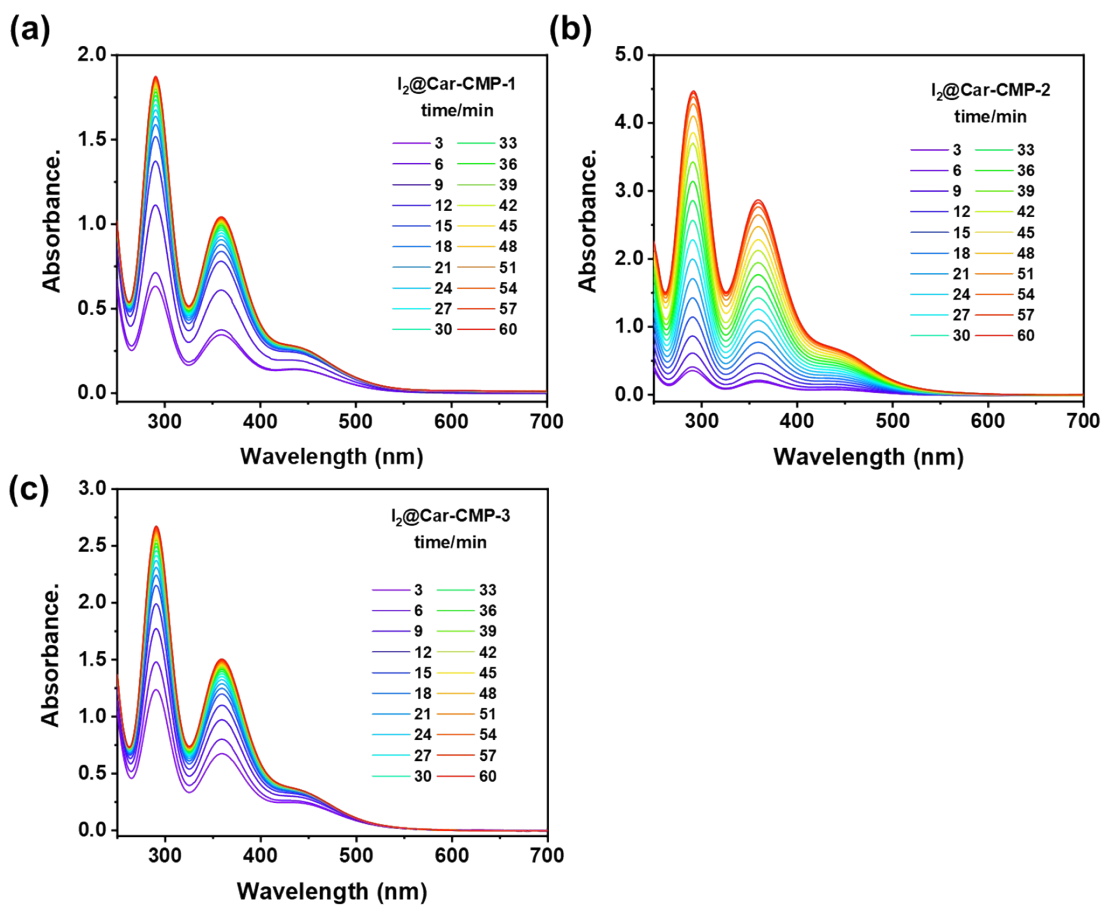 (a)
2.0
1.5
1.0
0.5
0.0
Absorbance.
I₂@Car-CMP-1
time/min
3 33
6 36
9 39
12 42
15 45
18 48
21 51
24 54
27 57
30 60
300 400 500 600 700
Wavelength (nm)
(b)
5.0
4.0
3.0
2.0
1.0
0.0
Absorbance.
I₂@Car-CMP-2
time/min
3 33
6 36
9 39
12 42
15 45
18 48
21 51
24 54
27 57
30 60
300 400 500 600 700
Wavelength (nm)
(c)
3.0
2.5
2.0
1.5
1.0
0.5
0.0
Absorbance.
I₂@Car-CMP-3
time/min
3 33
6 36
9 39
12 42
15 45
18 48
21 51
24 54
27 57
30 60
300 400 500 600 700
Wavelength (nm)